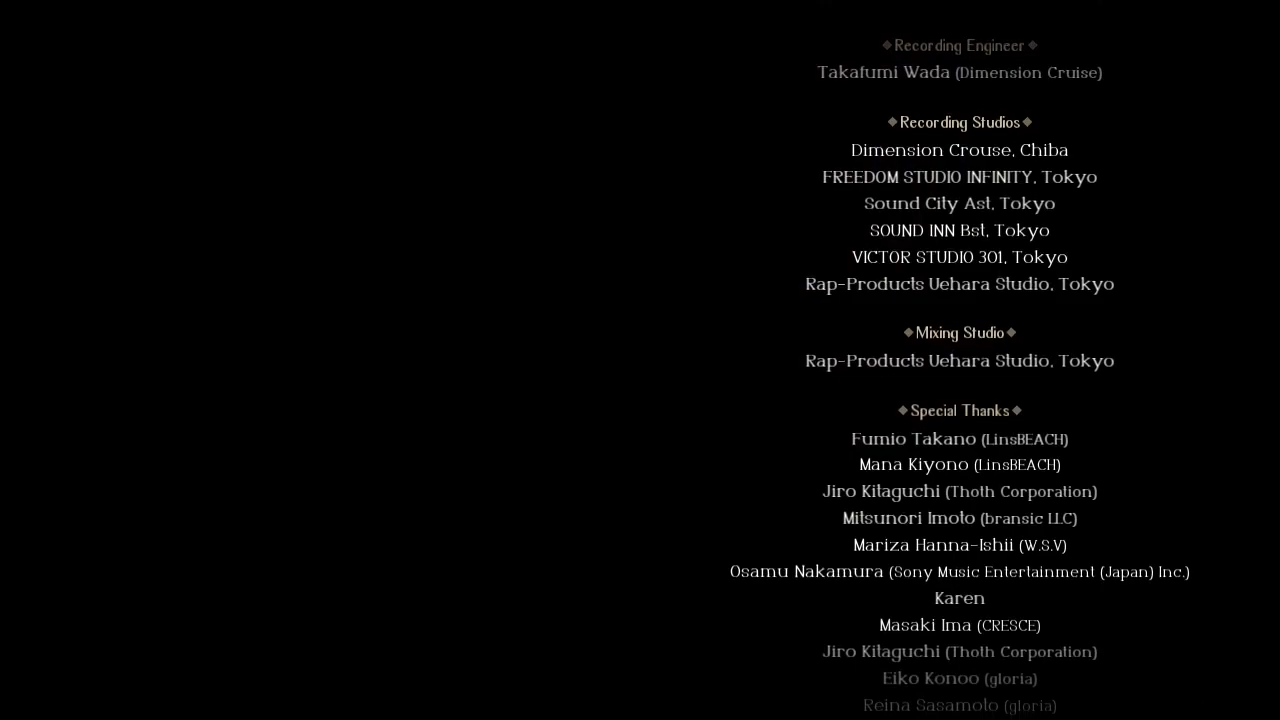 ◆Recording Engineer◆
Takafumi Wada (Dimension Cruise)
◆Recording Studios◆
Dimension Crouse, Chiba
FREEDOM STUDIO INFINITY, Tokyo
Sound City Ast, Tokyo
SOUND INN Bst, Tokyo
VICTOR STUDIO 301, Tokyo
Rap-Products Uehara Studio, Tokyo
◆Mixing Studio◆
Rap-Products Uehara Studio, Tokyo
◆Special Thanks◆
Fumio Takano (LinsBEACH)
Mana Kiyono (LinsBEACH)
Jiro Kitaguchi (Thoth Corporation)
Mitsunori Imoto (bransic LLC)
Mariza Hanna-Ishii (W.S.V)
Osamu Nakamura (Sony Music Entertainment (Japan) Inc.)
Karen
Masaki Ima (CRESCE)
Jiro Kitaguchi (Thoth Corporation)
Eiko Konoo (gloria)
Reina Sasamoto (gloria)